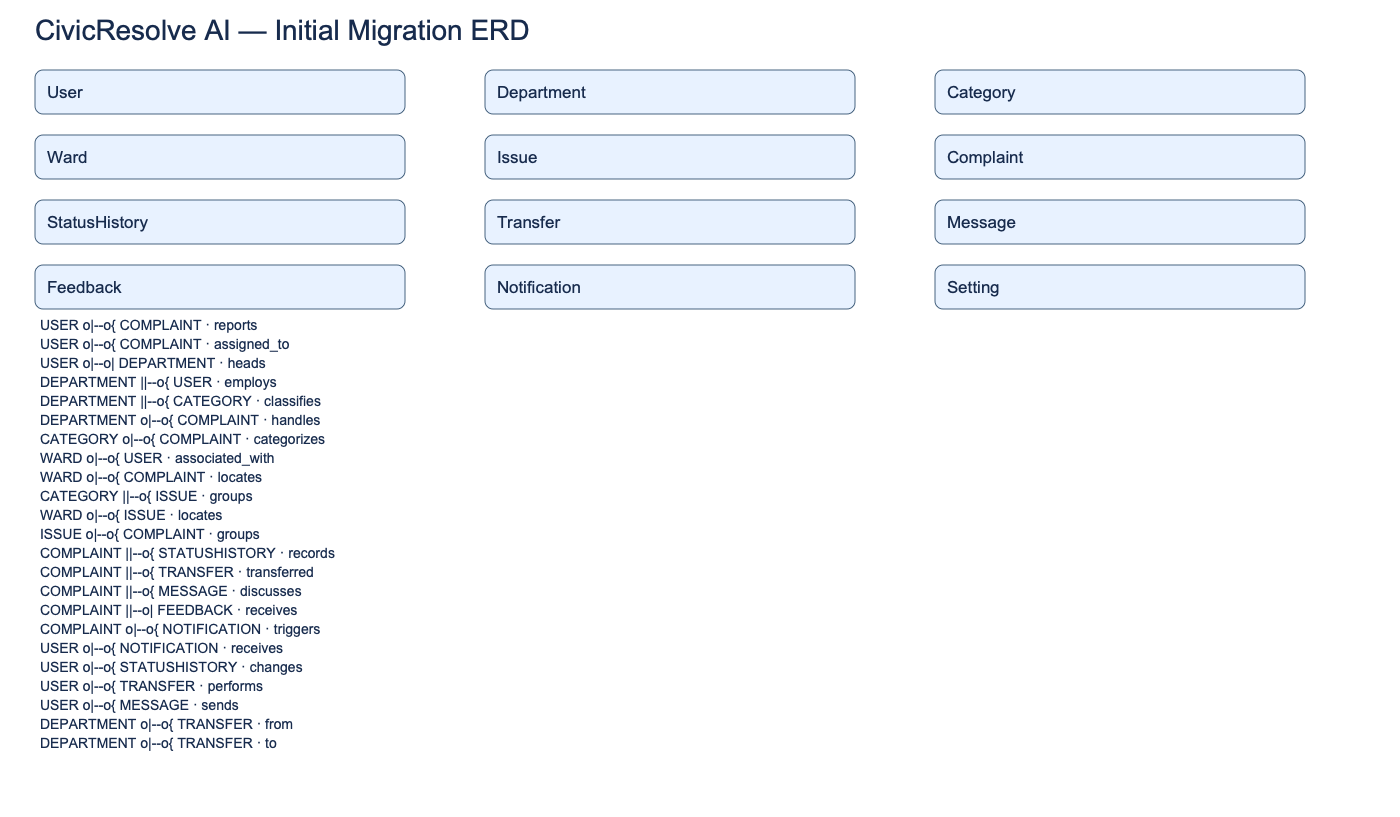 CivicResolve AI — Initial Migration ERD
User
Department
Category
Ward
Issue
Complaint
StatusHistory
Transfer
Message
Feedback
Notification
Setting
USER o|--o{ COMPLAINT · reports
USER o|--o{ COMPLAINT · assigned_to
USER o|--o| DEPARTMENT · heads
DEPARTMENT ||--o{ USER · employs
DEPARTMENT ||--o{ CATEGORY · classifies
DEPARTMENT o|--o{ COMPLAINT · handles
CATEGORY o|--o{ COMPLAINT · categorizes
WARD o|--o{ USER · associated_with
WARD o|--o{ COMPLAINT · locates
CATEGORY ||--o{ ISSUE · groups
WARD o|--o{ ISSUE · locates
ISSUE o|--o{ COMPLAINT · groups
COMPLAINT ||--o{ STATUSHISTORY · records
COMPLAINT ||--o{ TRANSFER · transferred
COMPLAINT ||--o{ MESSAGE · discusses
COMPLAINT ||--o| FEEDBACK · receives
COMPLAINT o|--o{ NOTIFICATION · triggers
USER o|--o{ NOTIFICATION · receives
USER o|--o{ STATUSHISTORY · changes
USER o|--o{ TRANSFER · performs
USER o|--o{ MESSAGE · sends
DEPARTMENT o|--o{ TRANSFER · from
DEPARTMENT o|--o{ TRANSFER · to